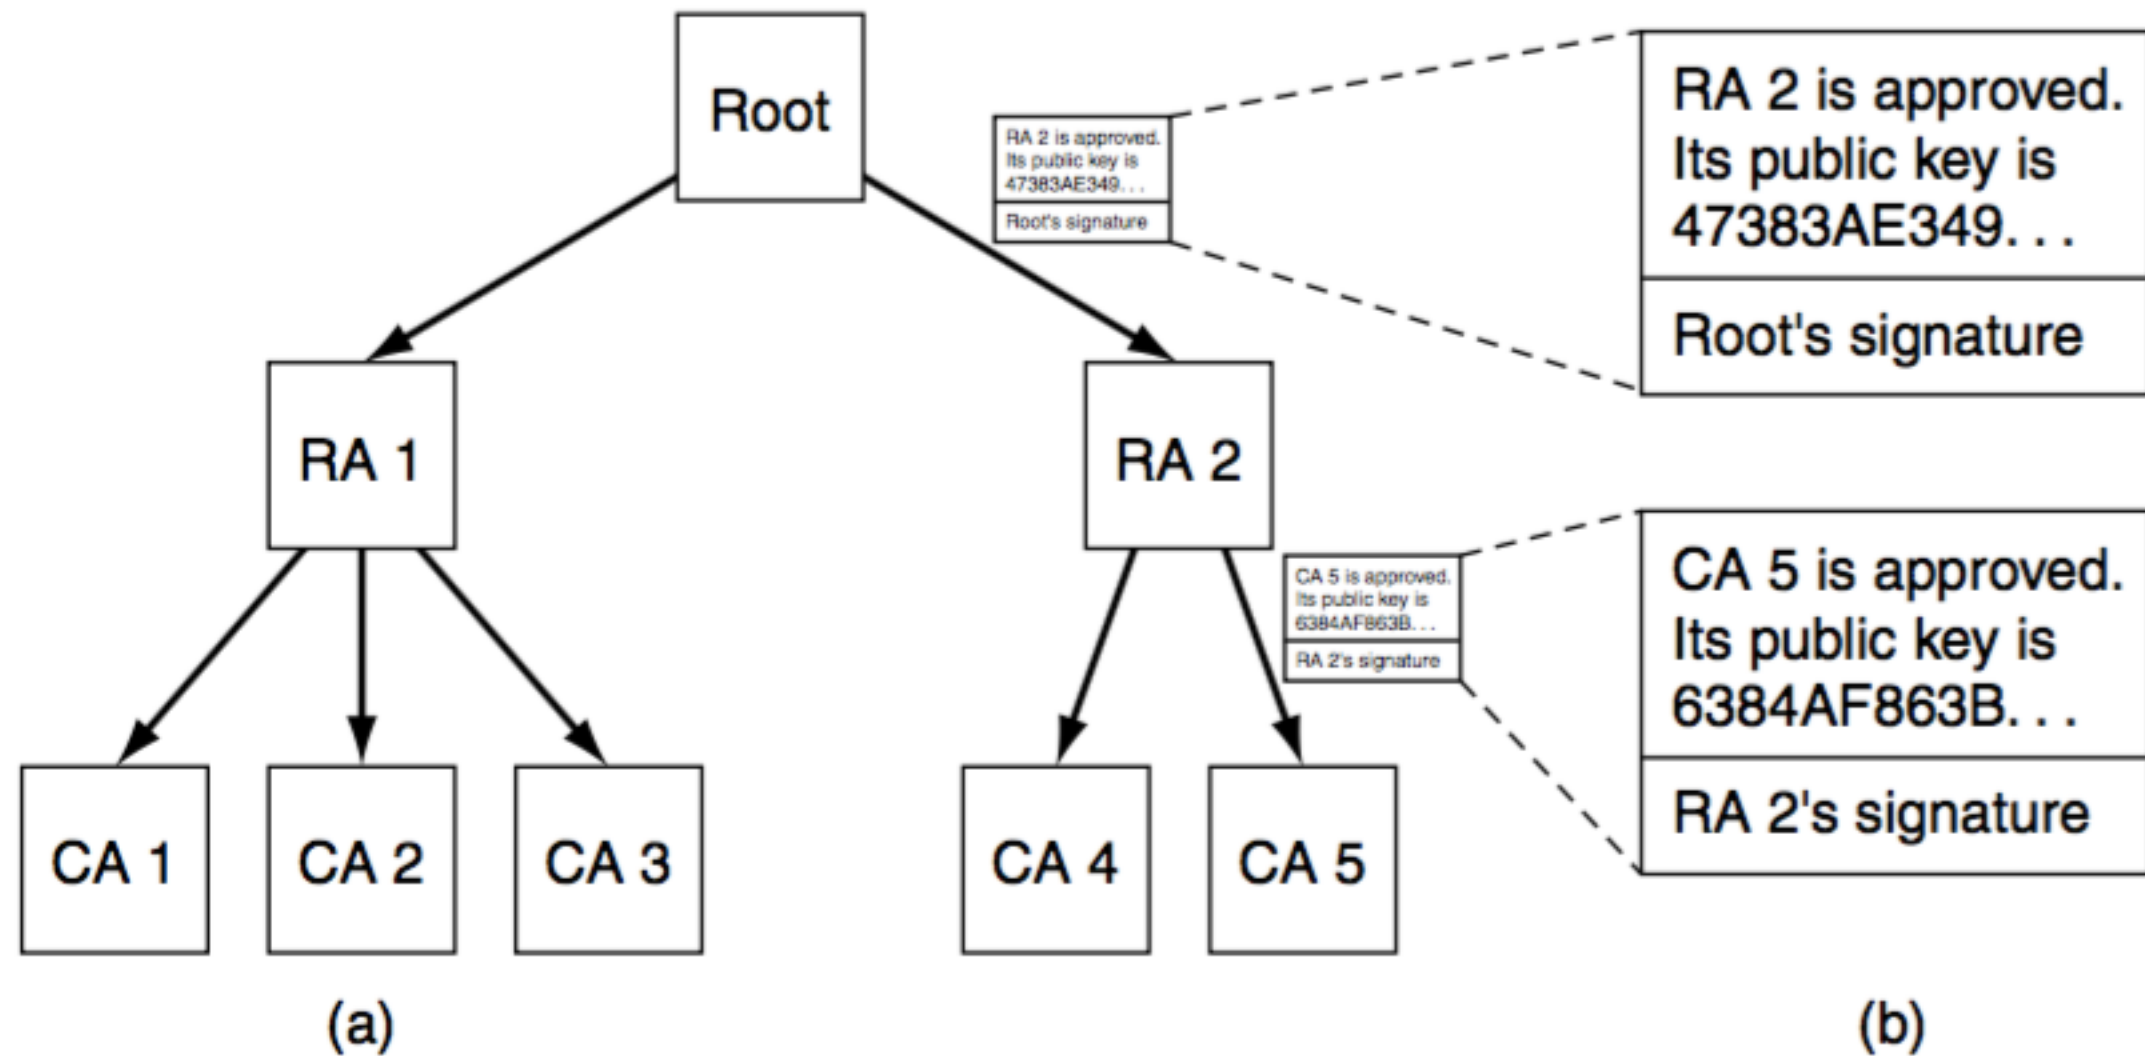 Root
RA 2 is approved.
Its public key is
47383AE349...
Root's signature
RA 2 is approved.
Its public key is
47383AE349...
Root's signature
RA 1
RA 2
CA 5 is approved.
Its public key is
6384AF863B...
RA 2's signature
CA 5 is approved.
Its public key is
6384AF863B...
RA 2's signature
CA 1
CA 2
CA 3
CA 4
CA 5
(a)
(b)